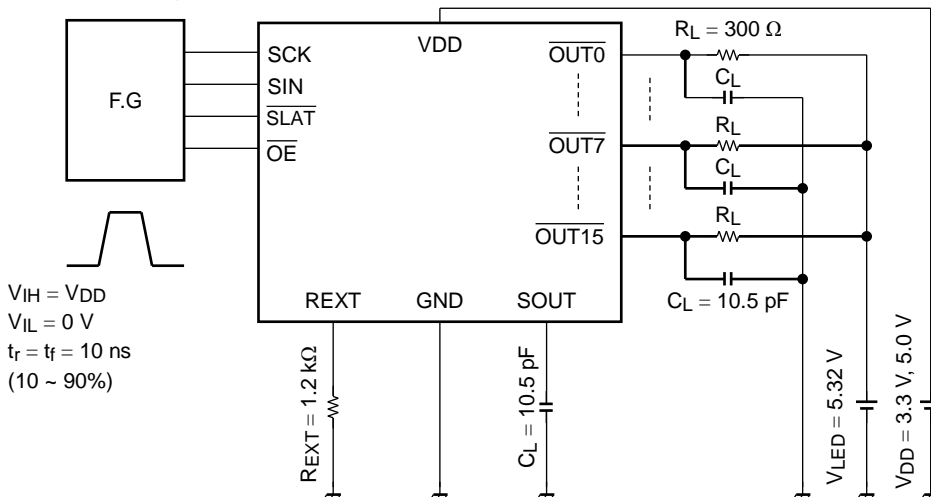 F.G
SCK
SIN
SLAT
OE
VDD
OUT0
OUT7
OUT15
REXT
GND
SOUT
RL = 300 Ω
CL
RL
CL
RL
CL = 10.5 pF
VIH = VDD
VIL = 0 V
tr = tf = 10 ns
(10 ~ 90%)
REXT = 1.2 kΩ
CL = 10.5 pF
VLED = 5.32 V
VDD = 3.3 V, 5.0 V